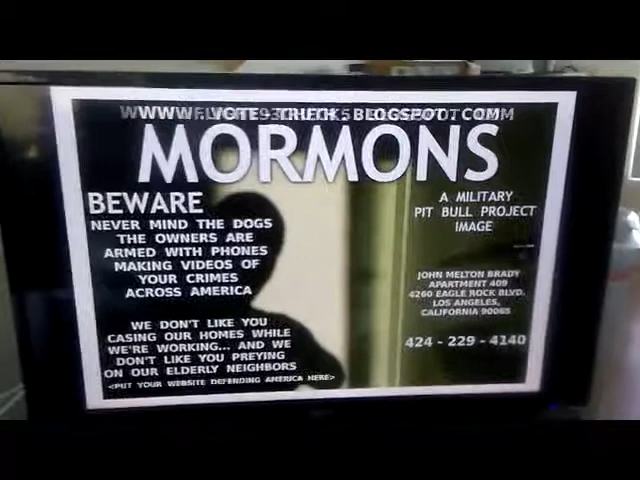 MORMONS
BEWARE
NEVER MIND THE DOGS
THE OWNERS ARE
ARMED WITH PHONES
MAKING VIDEOS OF
YOUR CRIMES
ACROSS AMERICA
WE DON'T LIKE YOU
CASING OUR HOMES WHILE
WE'RE WORKING... AND WE
DON'T LIKE YOU PREYING
ON OUR ELDERLY NEIGHBORS
<PUT YOUR WEBSITE DEFENDING AMERICA HERE>
A MILITARY
PIT BULL PROJECT
IMAGE
JOHN MELTON BRADY
APARTMENT 409
4260 EAGLE ROCK BLVD.
LOS ANGELES,
CALIFORNIA 90065
424 - 229 - 4140